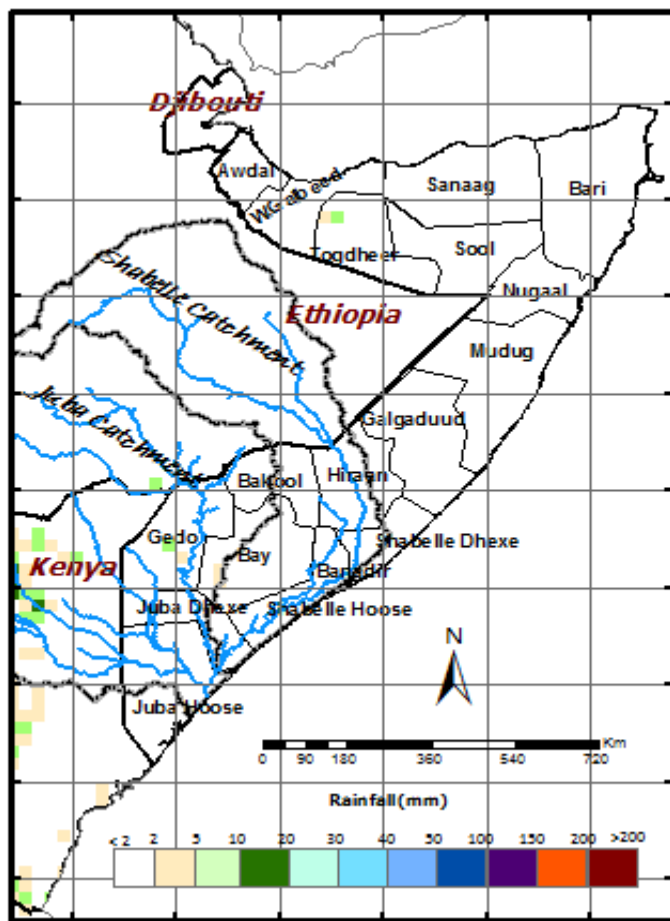 Djibouti
Awdal
W.Galbeed
Sanaag
Bari
Togdheer
Sool
Nugaal
Shabelle Catchment
Ethiopia
Mudug
Juba Catchment
Galgaduud
Bakool
Hiraan
Gedo
Bay
Shabelle Dhexe
Kenya
Banadir
Juba Dhexe
Shabelle Hoose
N
Juba Hoose
Km
0 90 180 360 540 720
Rainfall(mm)
< 2 2 5 10 20 30 40 50 100 150 200 >200